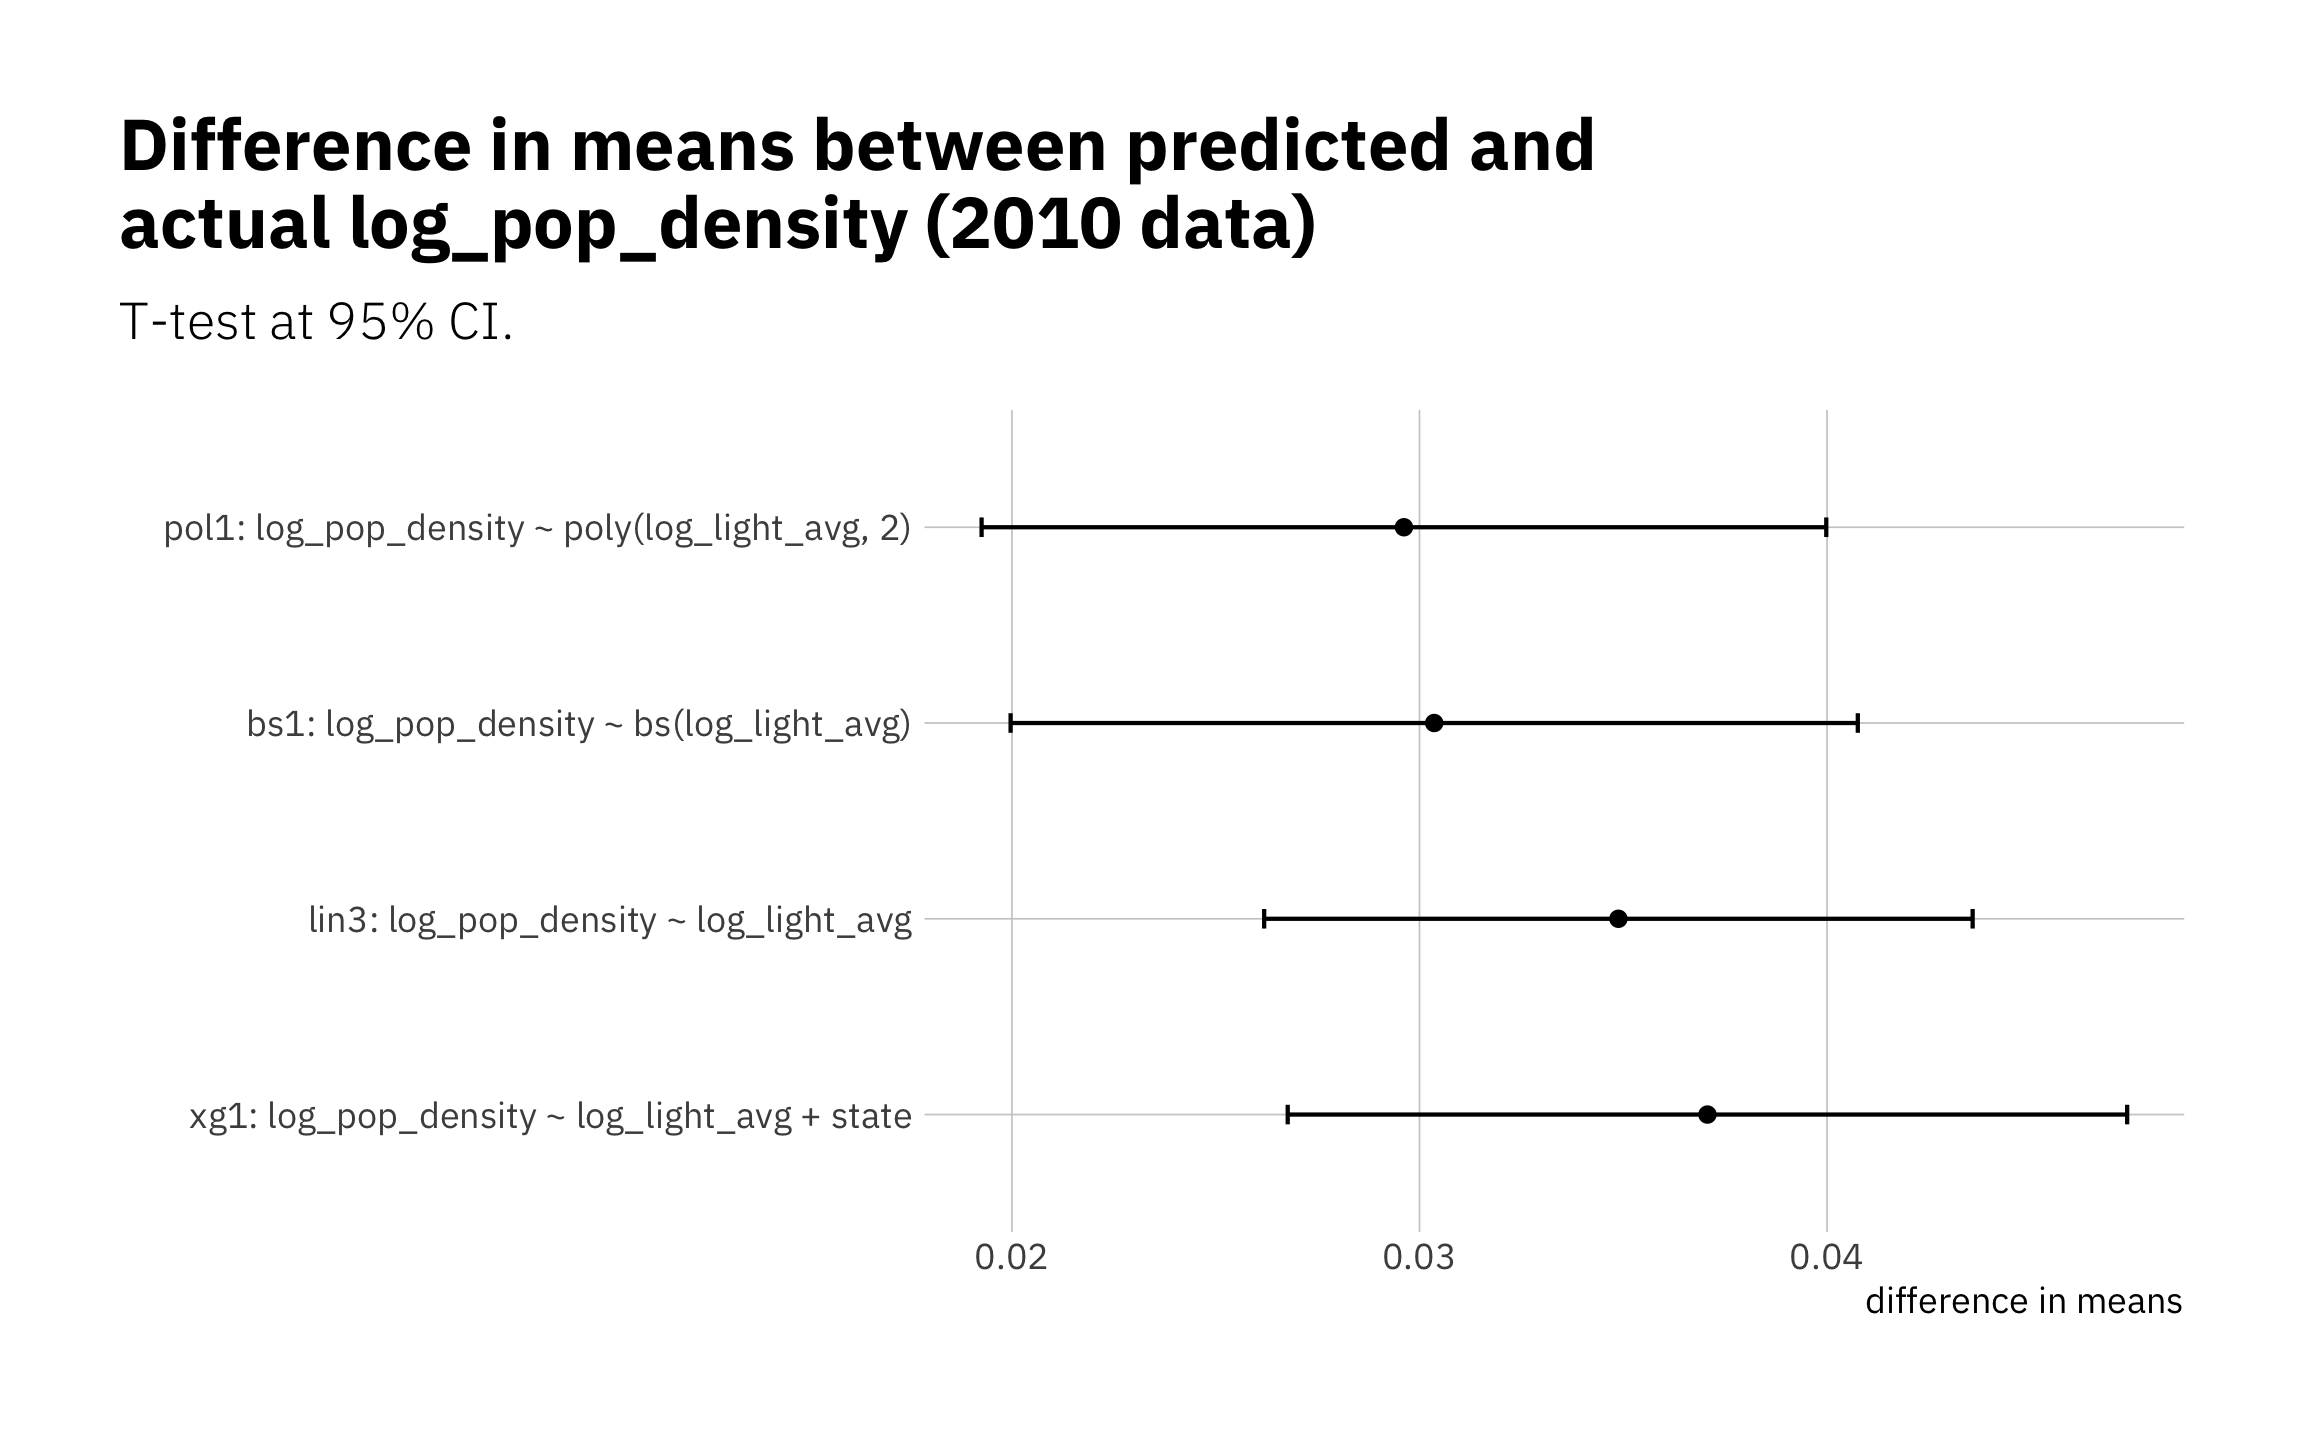 Difference in means between predicted and
actual log_pop_density (2010 data)
T-test at 95% CI.
pol1: log_pop_density ~ poly(log_light_avg, 2)
bs1: log_pop_density ~ bs(log_light_avg)
lin3: log_pop_density ~ log_light_avg
xg1: log_pop_density ~ log_light_avg + state
0.02 0.03 0.04
difference in means